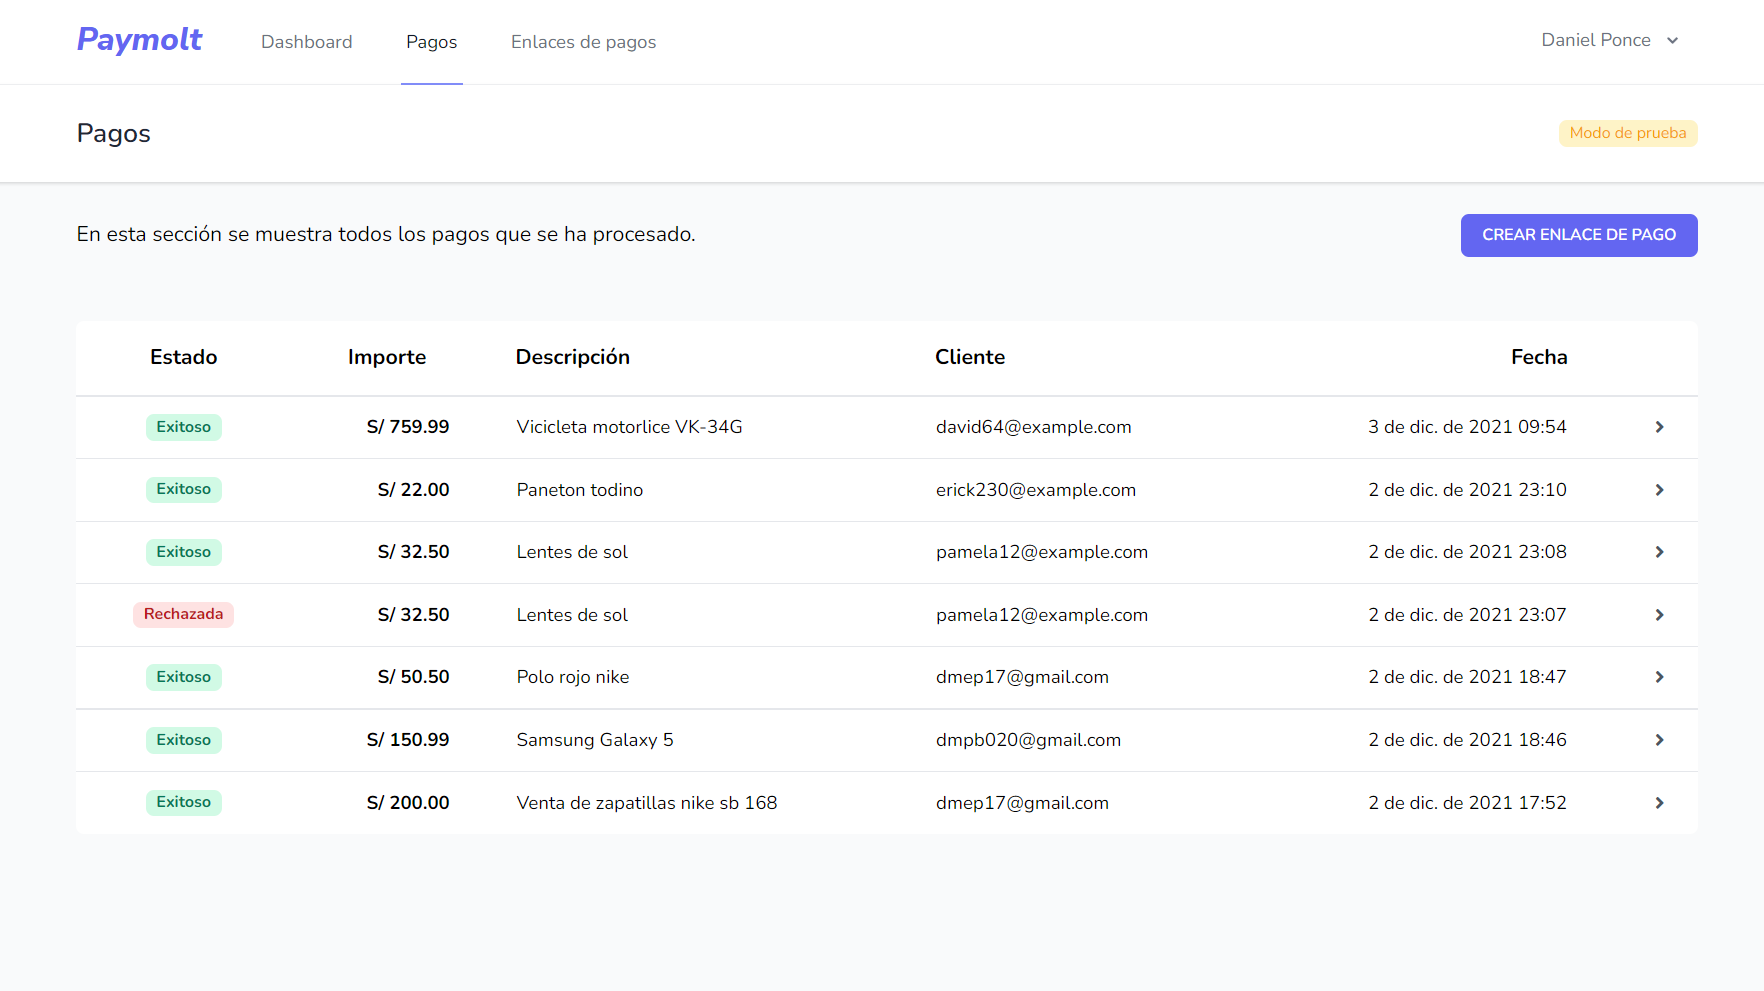 Paymolt Dashboard Pagos Enlaces de pagos Daniel Ponce
Pagos Modo de prueba
En esta sección se muestra todos los pagos que se ha procesado. CREAR ENLACE DE PAGO
Estado Importe Descripción Cliente Fecha
Exitoso S/ 759.99 Vicicleta motorlice VK-34G david64@example.com 3 de dic. de 2021 09:54
Exitoso S/ 22.00 Paneton todino erick230@example.com 2 de dic. de 2021 23:10
Exitoso S/ 32.50 Lentes de sol pamela12@example.com 2 de dic. de 2021 23:08
Rechazada S/ 32.50 Lentes de sol pamela12@example.com 2 de dic. de 2021 23:07
Exitoso S/ 50.50 Polo rojo nike dmep17@gmail.com 2 de dic. de 2021 18:47
Exitoso S/ 150.99 Samsung Galaxy 5 dmpb020@gmail.com 2 de dic. de 2021 18:46
Exitoso S/ 200.00 Venta de zapatillas nike sb 168 dmep17@gmail.com 2 de dic. de 2021 17:52